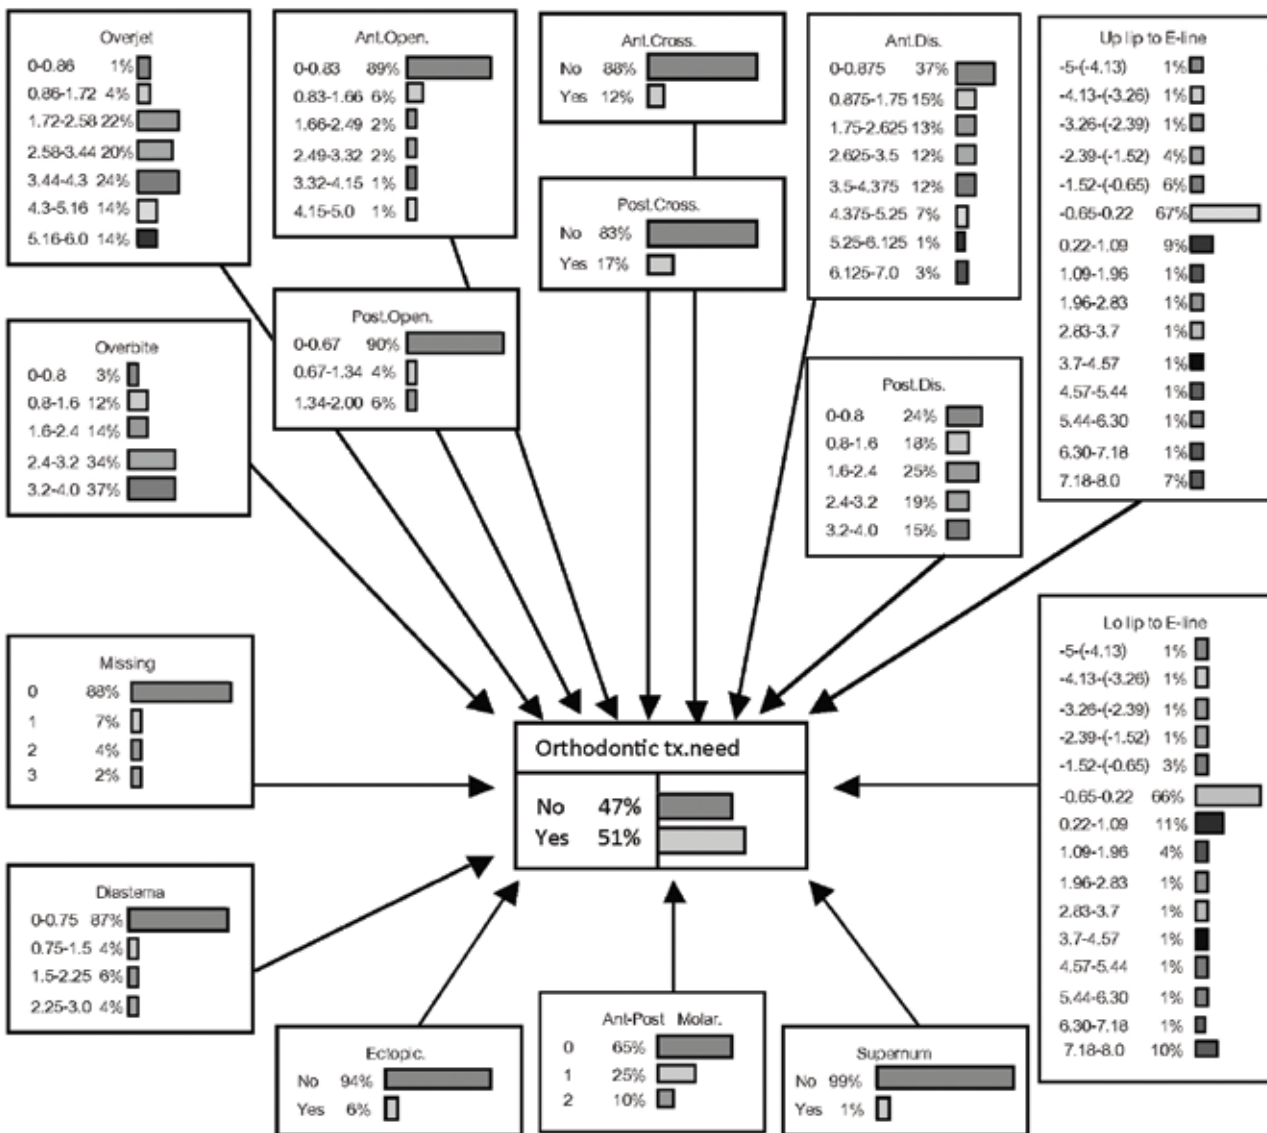 Overjet
0-0.86 1%
0.86-1.72 4%
1.72-2.58 22%
2.58-3.44 20%
3.44-4.3 24%
4.3-5.16 14%
5.16-6.0 14%
Ant.Open.
0-0.83 89%
0.83-1.66 6%
1.66-2.49 2%
2.49-3.32 2%
3.32-4.15 1%
4.15-5.0 1%
Ant.Cross.
No 88%
Yes 12%
Post.Cross.
No 83%
Yes 17%
Ant.Dis.
0-0.875 37%
0.875-1.75 15%
1.75-2.625 13%
2.625-3.5 12%
3.5-4.375 12%
4.375-5.25 7%
5.25-6.125 1%
6.125-7.0 3%
Up lip to E-line
-5-(-4.13) 1%
-4.13-(-3.26) 1%
-3.26-(-2.39) 1%
-2.39-(-1.52) 4%
-1.52-(-0.65) 6%
-0.65-0.22 67%
0.22-1.09 9%
1.09-1.96 1%
1.96-2.83 1%
2.83-3.7 1%
3.7-4.57 1%
4.57-5.44 1%
5.44-6.30 1%
6.30-7.18 1%
7.18-8.0 7%
Overbite
0-0.8 3%
0.8-1.6 12%
1.6-2.4 14%
2.4-3.2 34%
3.2-4.0 37%
Post.Open.
0-0.67 90%
0.67-1.34 4%
1.34-2.00 6%
Post.Dis.
0-0.8 24%
0.8-1.6 18%
1.6-2.4 25%
2.4-3.2 19%
3.2-4.0 15%
Missing
0 88%
1 7%
2 4%
3 2%
Orthodontic tx.need
No 47%
Yes 51%
Lo lip to E-line
-5-(-4.13) 1%
-4.13-(-3.26) 1%
-3.26-(-2.39) 1%
-2.39-(-1.52) 1%
-1.52-(-0.65) 3%
-0.65-0.22 66%
0.22-1.09 11%
1.09-1.96 4%
1.96-2.83 1%
2.83-3.7 1%
3.7-4.57 1%
4.57-5.44 1%
5.44-6.30 1%
6.30-7.18 1%
7.18-8.0 10%
Diastema
0-0.75 87%
0.75-1.5 4%
1.5-2.25 6%
2.25-3.0 4%
Ectopic.
No 94%
Yes 6%
Ant-Post Molar.
0 65%
1 25%
2 10%
Supernum
No 99%
Yes 1%